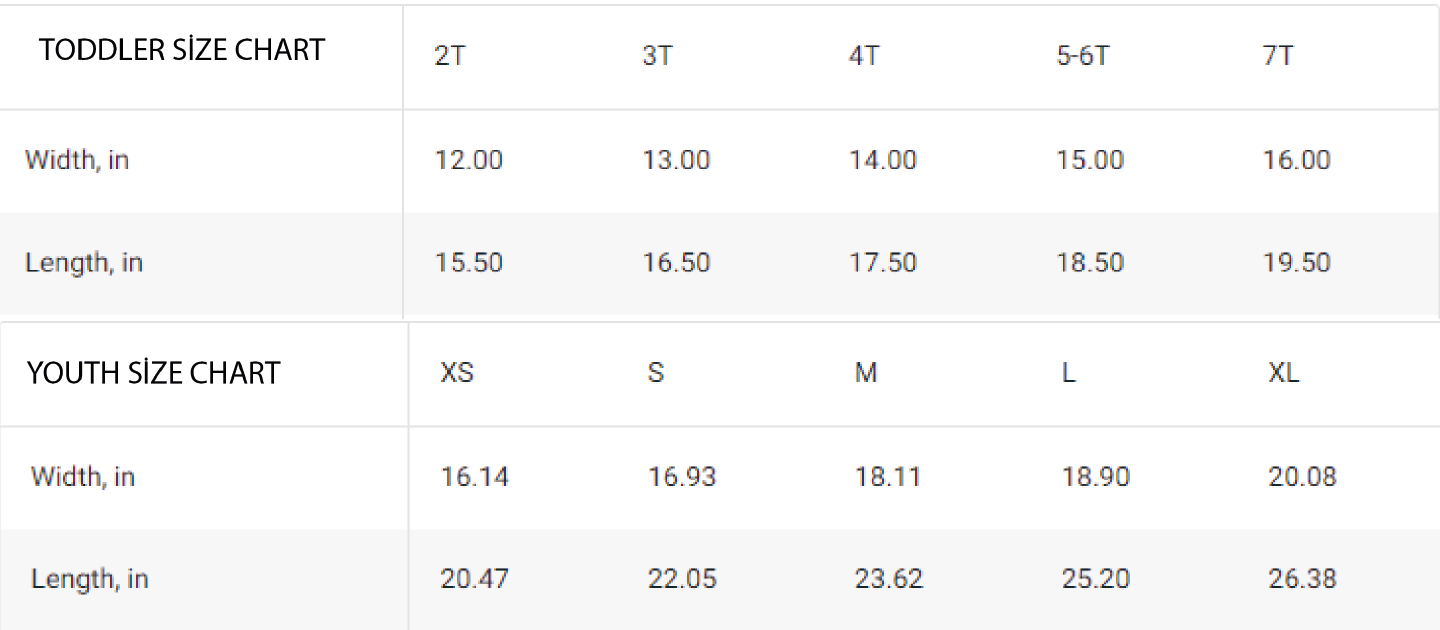 TODDLER SİZE CHART 2T 3T 4T 5-6T 7T
Width, in 12.00 13.00 14.00 15.00 16.00
Length, in 15.50 16.50 17.50 18.50 19.50
YOUTH SİZE CHART XS S M L XL
Width, in 16.14 16.93 18.11 18.90 20.08
Length, in 20.47 22.05 23.62 25.20 26.38